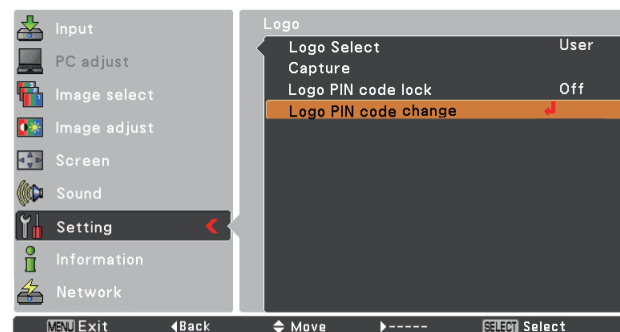 Input
PC adjust
Image select
Image adjust
Screen
Sound
Setting
Information
Network
Logo
Logo Select User
Capture
Logo PIN code lock Off
Logo PIN code change
MENU Exit Back Move ----- SELECT Select